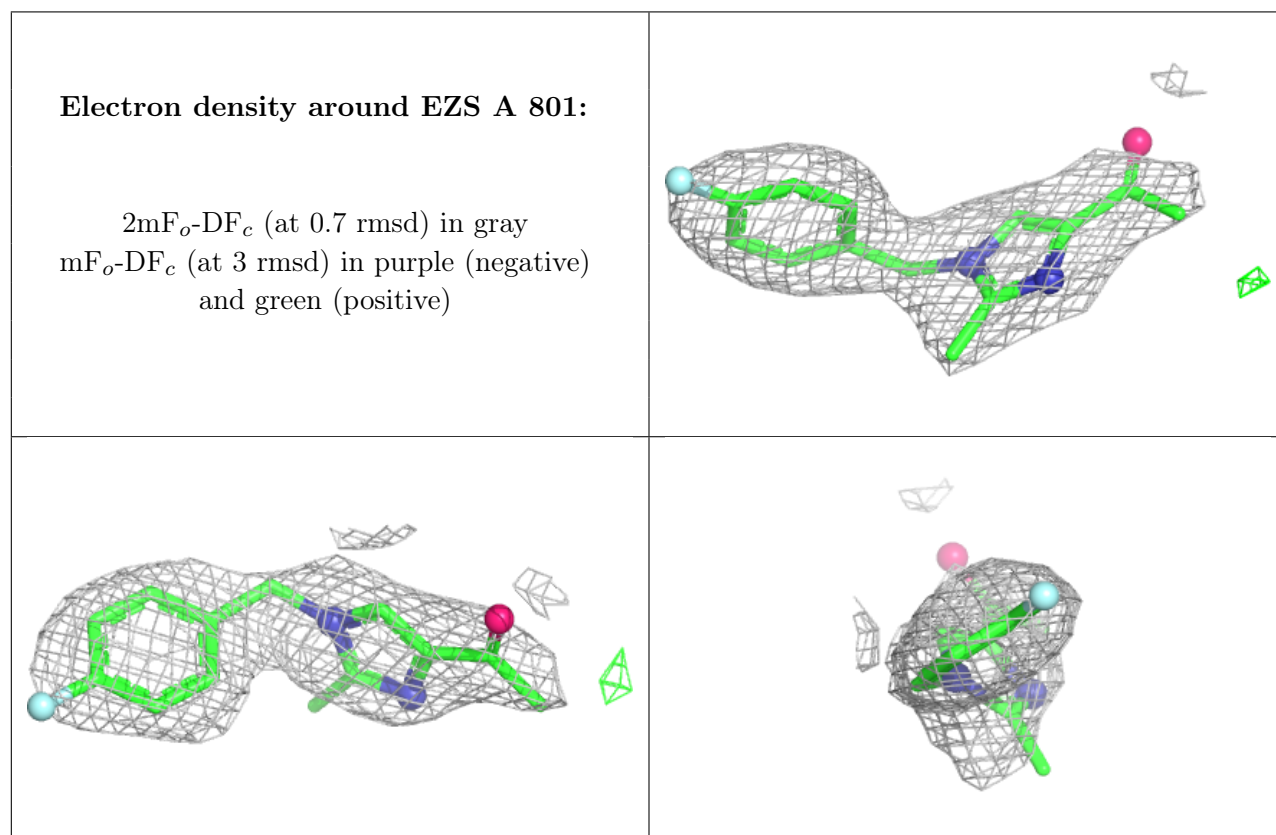 Electron density around EZS A 801:
2mFo-DFc (at 0.7 rmsd) in gray
mFo-DFc (at 3 rmsd) in purple (negative)
and green (positive)